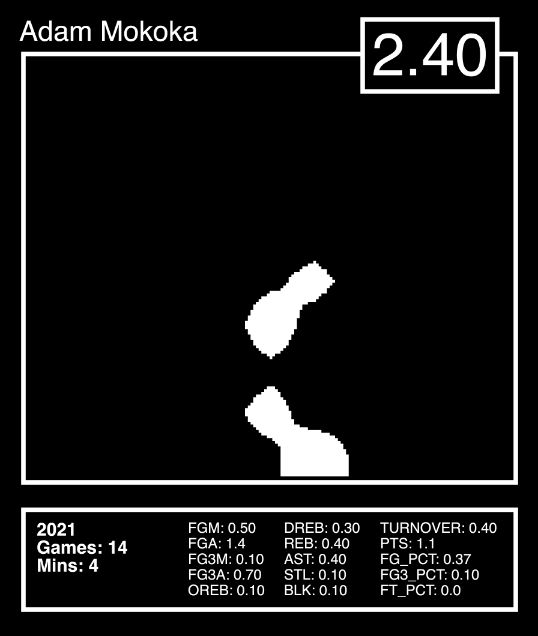 Adam Mokoka
2.40
2021
Games: 14
Mins: 4
FGM: 0.50
FGA: 1.4
FG3M: 0.10
FG3A: 0.70
OREB: 0.10
DREB: 0.30
REB: 0.40
AST: 0.40
STL: 0.10
BLK: 0.10
TURNOVER: 0.40
PTS: 1.1
FG_PCT: 0.37
FG3_PCT: 0.10
FT_PCT: 0.0